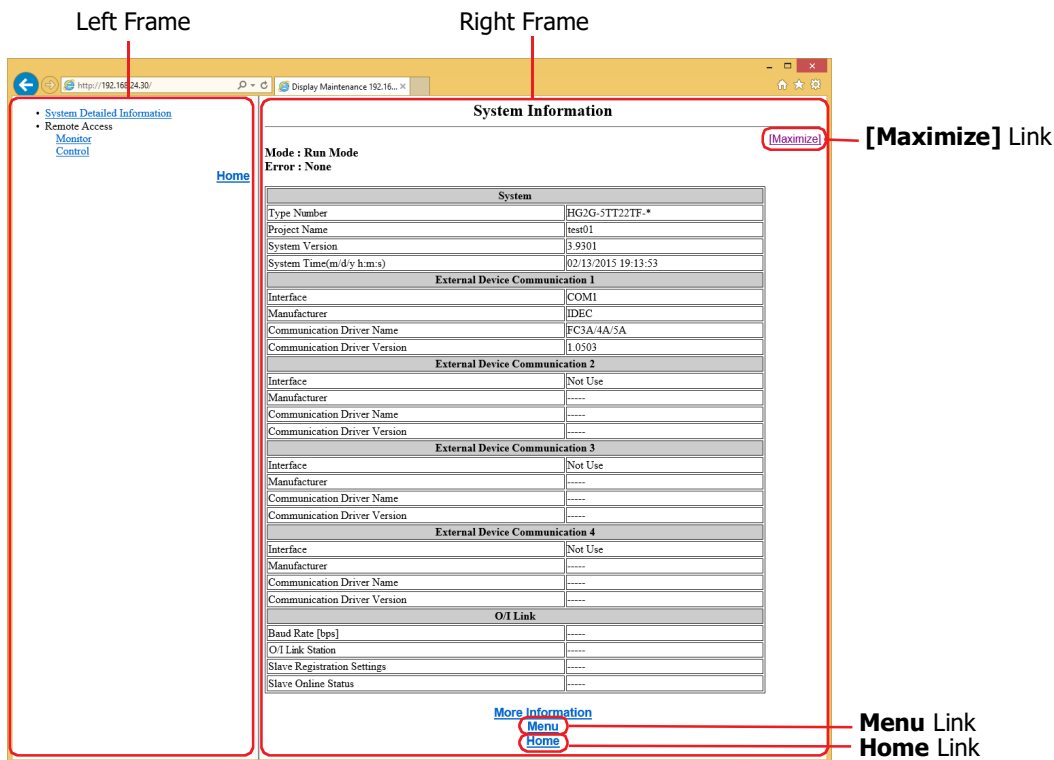 Left Frame
Right Frame
http://192.168.24.30/
Display Maintenance 192.16... ×
• System Detailed Information
• Remote Access
Monitor
Control
Home
System Information
[Maximize]
[Maximize] Link
Mode : Run Mode
Error : None
System
Type Number HG2G-5TT22TF-*
Project Name test01
System Version 3.9301
System Time(m/d/y h:m:s) 02/13/2015 19:13:53
External Device Communication 1
Interface COM1
Manufacturer IDEC
Communication Driver Name FC3A/4A/5A
Communication Driver Version 1.0503
External Device Communication 2
Interface Not Use
Manufacturer -----
Communication Driver Name -----
Communication Driver Version -----
External Device Communication 3
Interface Not Use
Manufacturer -----
Communication Driver Name -----
Communication Driver Version -----
External Device Communication 4
Interface Not Use
Manufacturer -----
Communication Driver Name -----
Communication Driver Version -----
O/I Link
Baud Rate [bps] -----
O/I Link Station -----
Slave Registration Settings -----
Slave Online Status -----
More Information
Menu
Home
Menu Link
Home Link